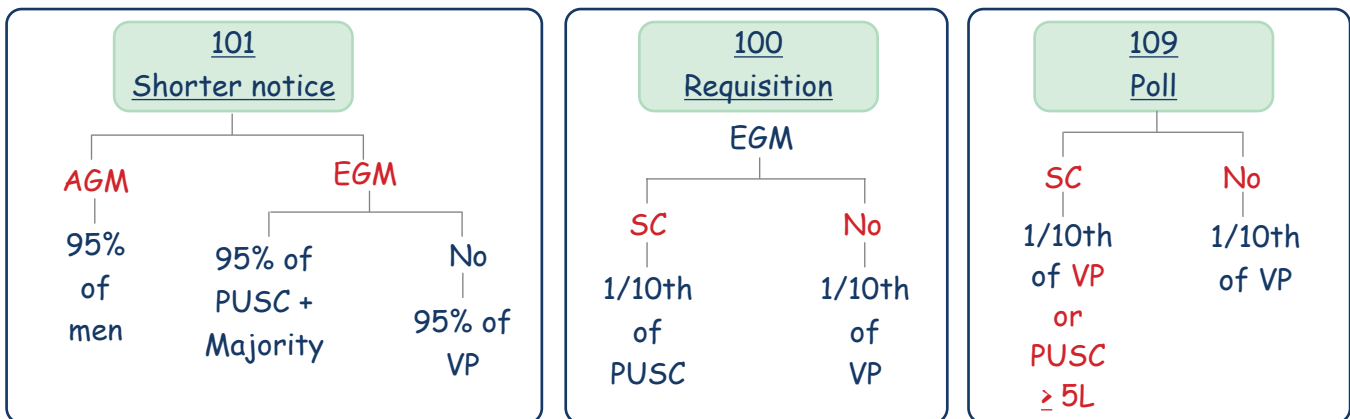 101
Shorter notice
AGM
95%
of
men
EGM
95% of
PUSC +
Majority
No
95% of
VP
100
Requisition
EGM
SC
1/10th
of
PUSC
No
1/10th
of
VP
109
Poll
SC
1/10th
of VP
or
PUSC
≥ 5L
No
1/10th
of VP